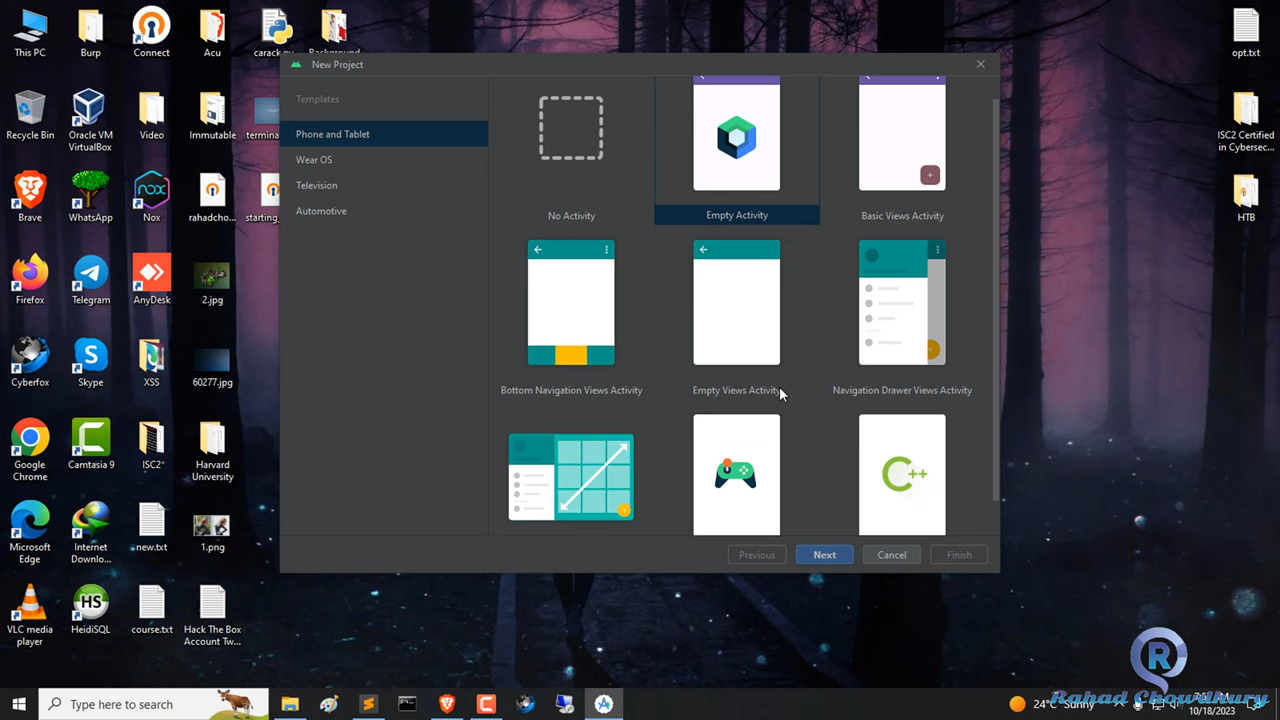 This PC
Burp
Connect
Acu
carack.py
Background
opt.txt
New Project
Templates
Phone and Tablet
Wear OS
Television
Automotive
No Activity
Empty Activity
Basic Views Activity
Recycle Bin
Oracle VM
VirtualBox
Video
Immutable
ISC2 Certified
in Cybersec...
Brave
WhatsApp
Nox
HTB
Bottom Navigation Views Activity
Empty Views Activity
Navigation Drawer Views Activity
Firefox
Telegram
AnyDesk
2.jpg
Cyberfox
Skype
XSS
60277.jpg
Google
Chrome
Camtasia 9
ISC2*
Harvard
University
C++
Microsoft
Edge
Internet
Downlo...
new.txt
1.png
Previous
Next
Cancel
Finish
VLC media
player
HS
HeidiSQL
course.txt
Hack The Box
Account Tw...
R
Rahad Chowdhury
Type here to search
24°C Sunny
10/18/2023